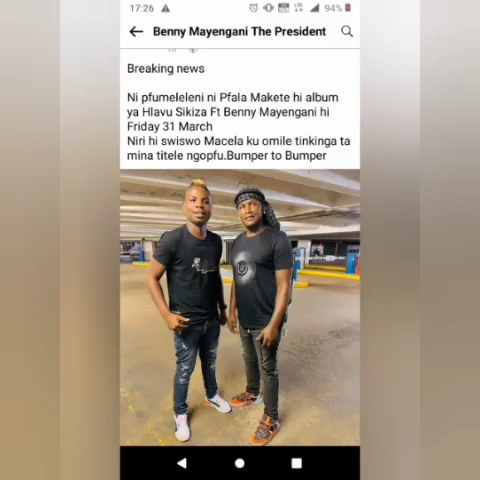 17:26
94%
Benny Mayengani The President
Breaking news
Ni pfumeleleni ni Pfala Makete hi album
ya Hlavu Sikiza Ft Benny Mayengani hi
Friday 31 March
Niri hi swiswo Macela ku omile tinkinga ta
mina titele ngopfu.Bumper to Bumper